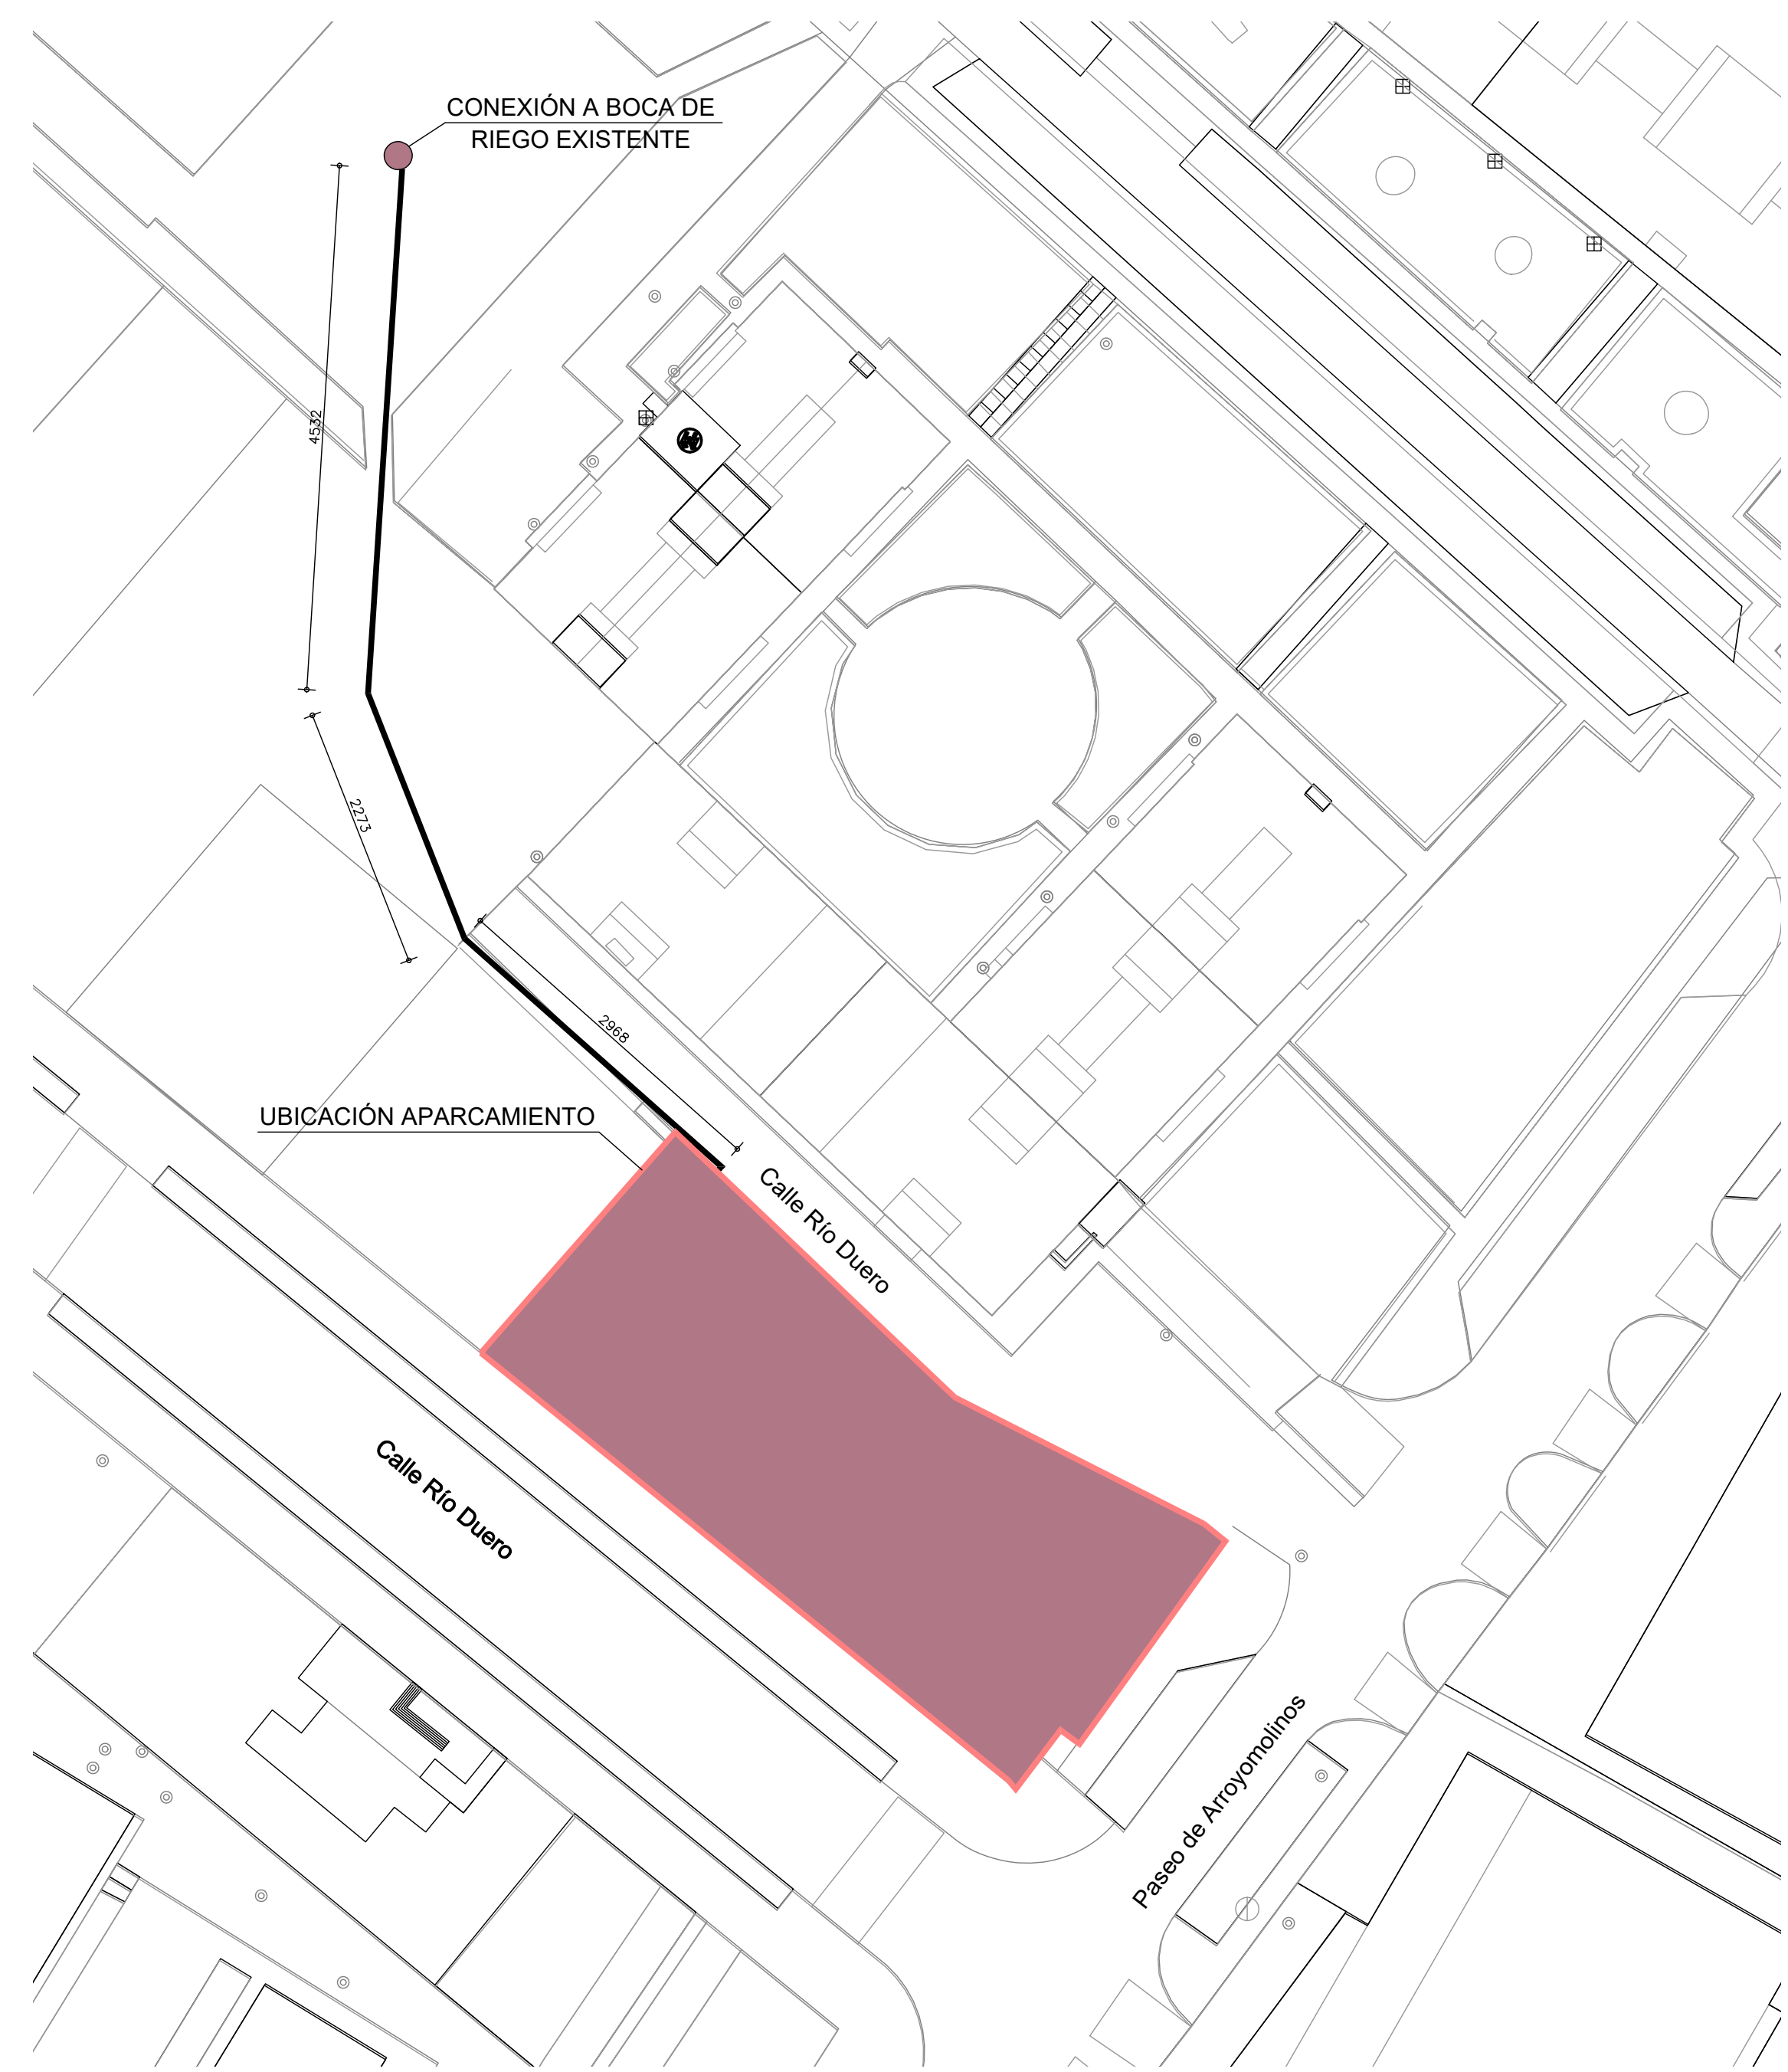 CONEXIÓN A BOCA DE
RIEGO EXISTENTE
4532
2273
2968
UBICACIÓN APARCAMIENTO
Calle Río Duero
Calle Río Duero
Paseo de Arroyomolinos